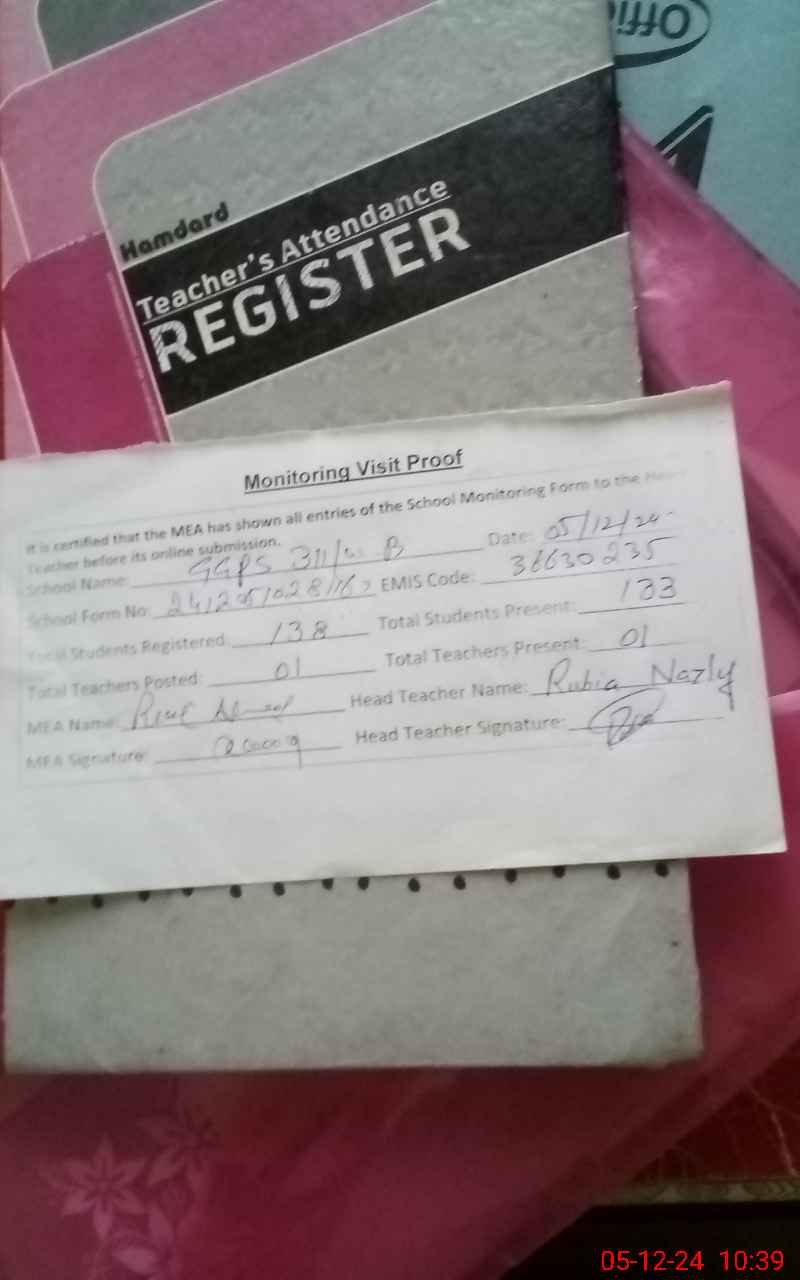 Offic
Hamdard
Teacher's Attendance
REGISTER
Monitoring Visit Proof
It is certified that the MEA has shown all entries of the School Monitoring Form to the
Teacher before its online submission.
School Name: GGPS 311/ B Date: 05/12/24
School Form No: EMIS Code: 36630235
Total Students Registered: 138 Total Students Present: 133
Total Teachers Posted: 01 Total Teachers Present: 01
MEA Name: Head Teacher Name: Rubia Nazly
MEA Signature: Head Teacher Signature:
05-12-24 10:39